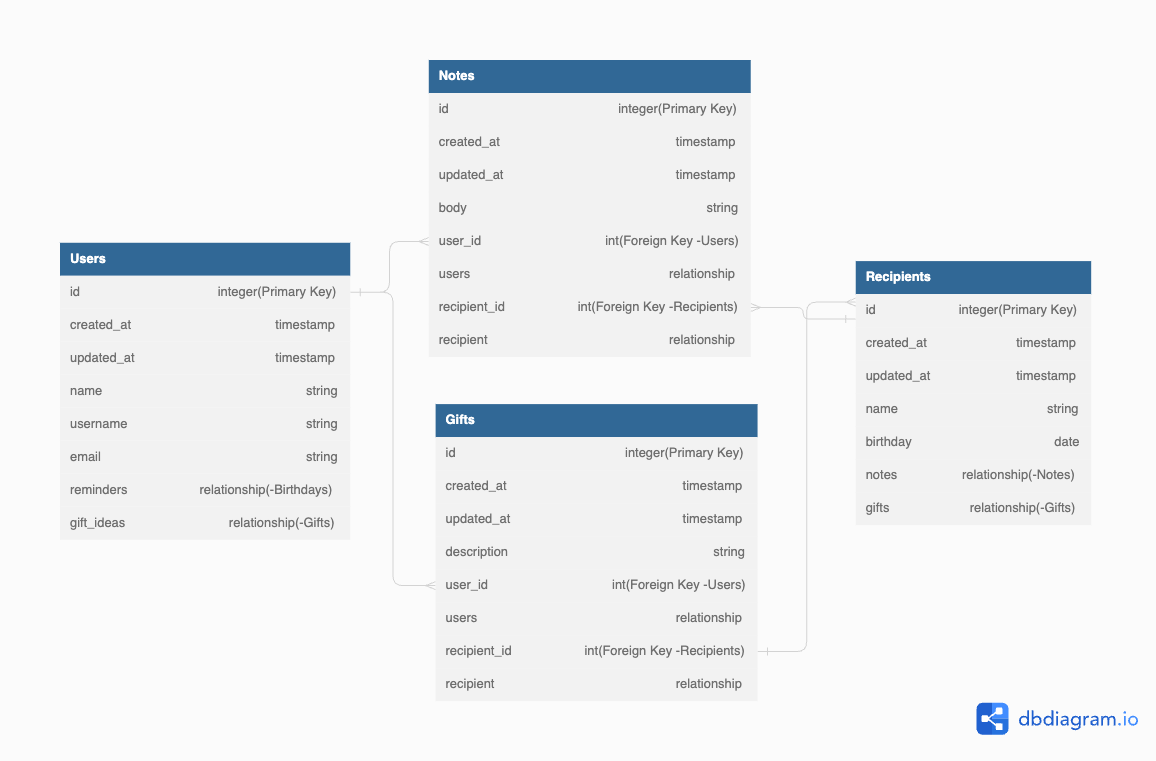 Notes
id integer(Primary Key)
created_at timestamp
updated_at timestamp
body string
user_id int(Foreign Key -Users)
users relationship
recipient_id int(Foreign Key -Recipients)
recipient relationship
Users
id integer(Primary Key)
created_at timestamp
updated_at timestamp
name string
username string
email string
reminders relationship(-Birthdays)
gift_ideas relationship(-Gifts)
Recipients
id integer(Primary Key)
created_at timestamp
updated_at timestamp
name string
birthday date
notes relationship(-Notes)
gifts relationship(-Gifts)
Gifts
id integer(Primary Key)
created_at timestamp
updated_at timestamp
description string
user_id int(Foreign Key -Users)
users relationship
recipient_id int(Foreign Key -Recipients)
recipient relationship
dbdiagram.io